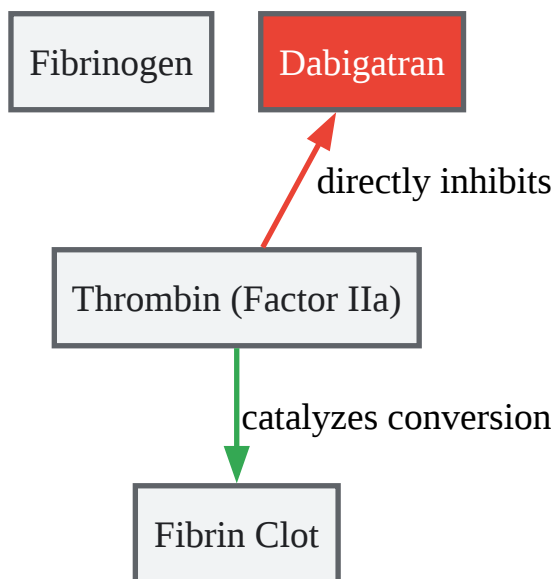 Fibrinogen
Dabigatran
directly inhibits
Thrombin (Factor IIa)
catalyzes conversion
Fibrin Clot